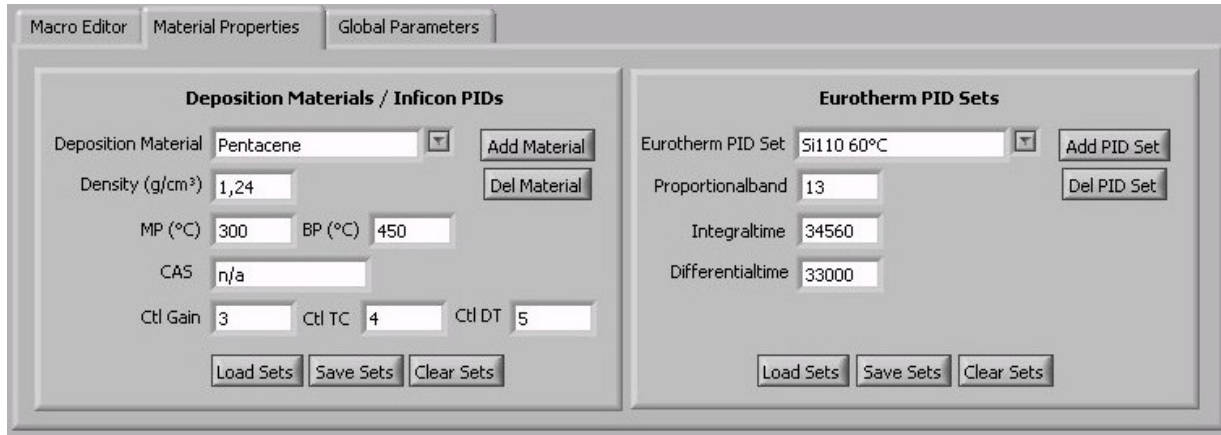 Macro Editor Material Properties Global Parameters
Deposition Materials / Inficon PIDs
Deposition Material Pentacene Add Material
Density (g/cm³) 1,24 Del Material
MP (°C) 300 BP (°C) 450
CAS n/a
Ctl Gain 3 Ctl TC 4 Ctl DT 5
Load Sets Save Sets Clear Sets
Eurotherm PID Sets
Eurotherm PID Set Si110 60°C Add PID Set
Proportionalband 13 Del PID Set
Integraltime 34560
Differentialtime 33000
Load Sets Save Sets Clear Sets